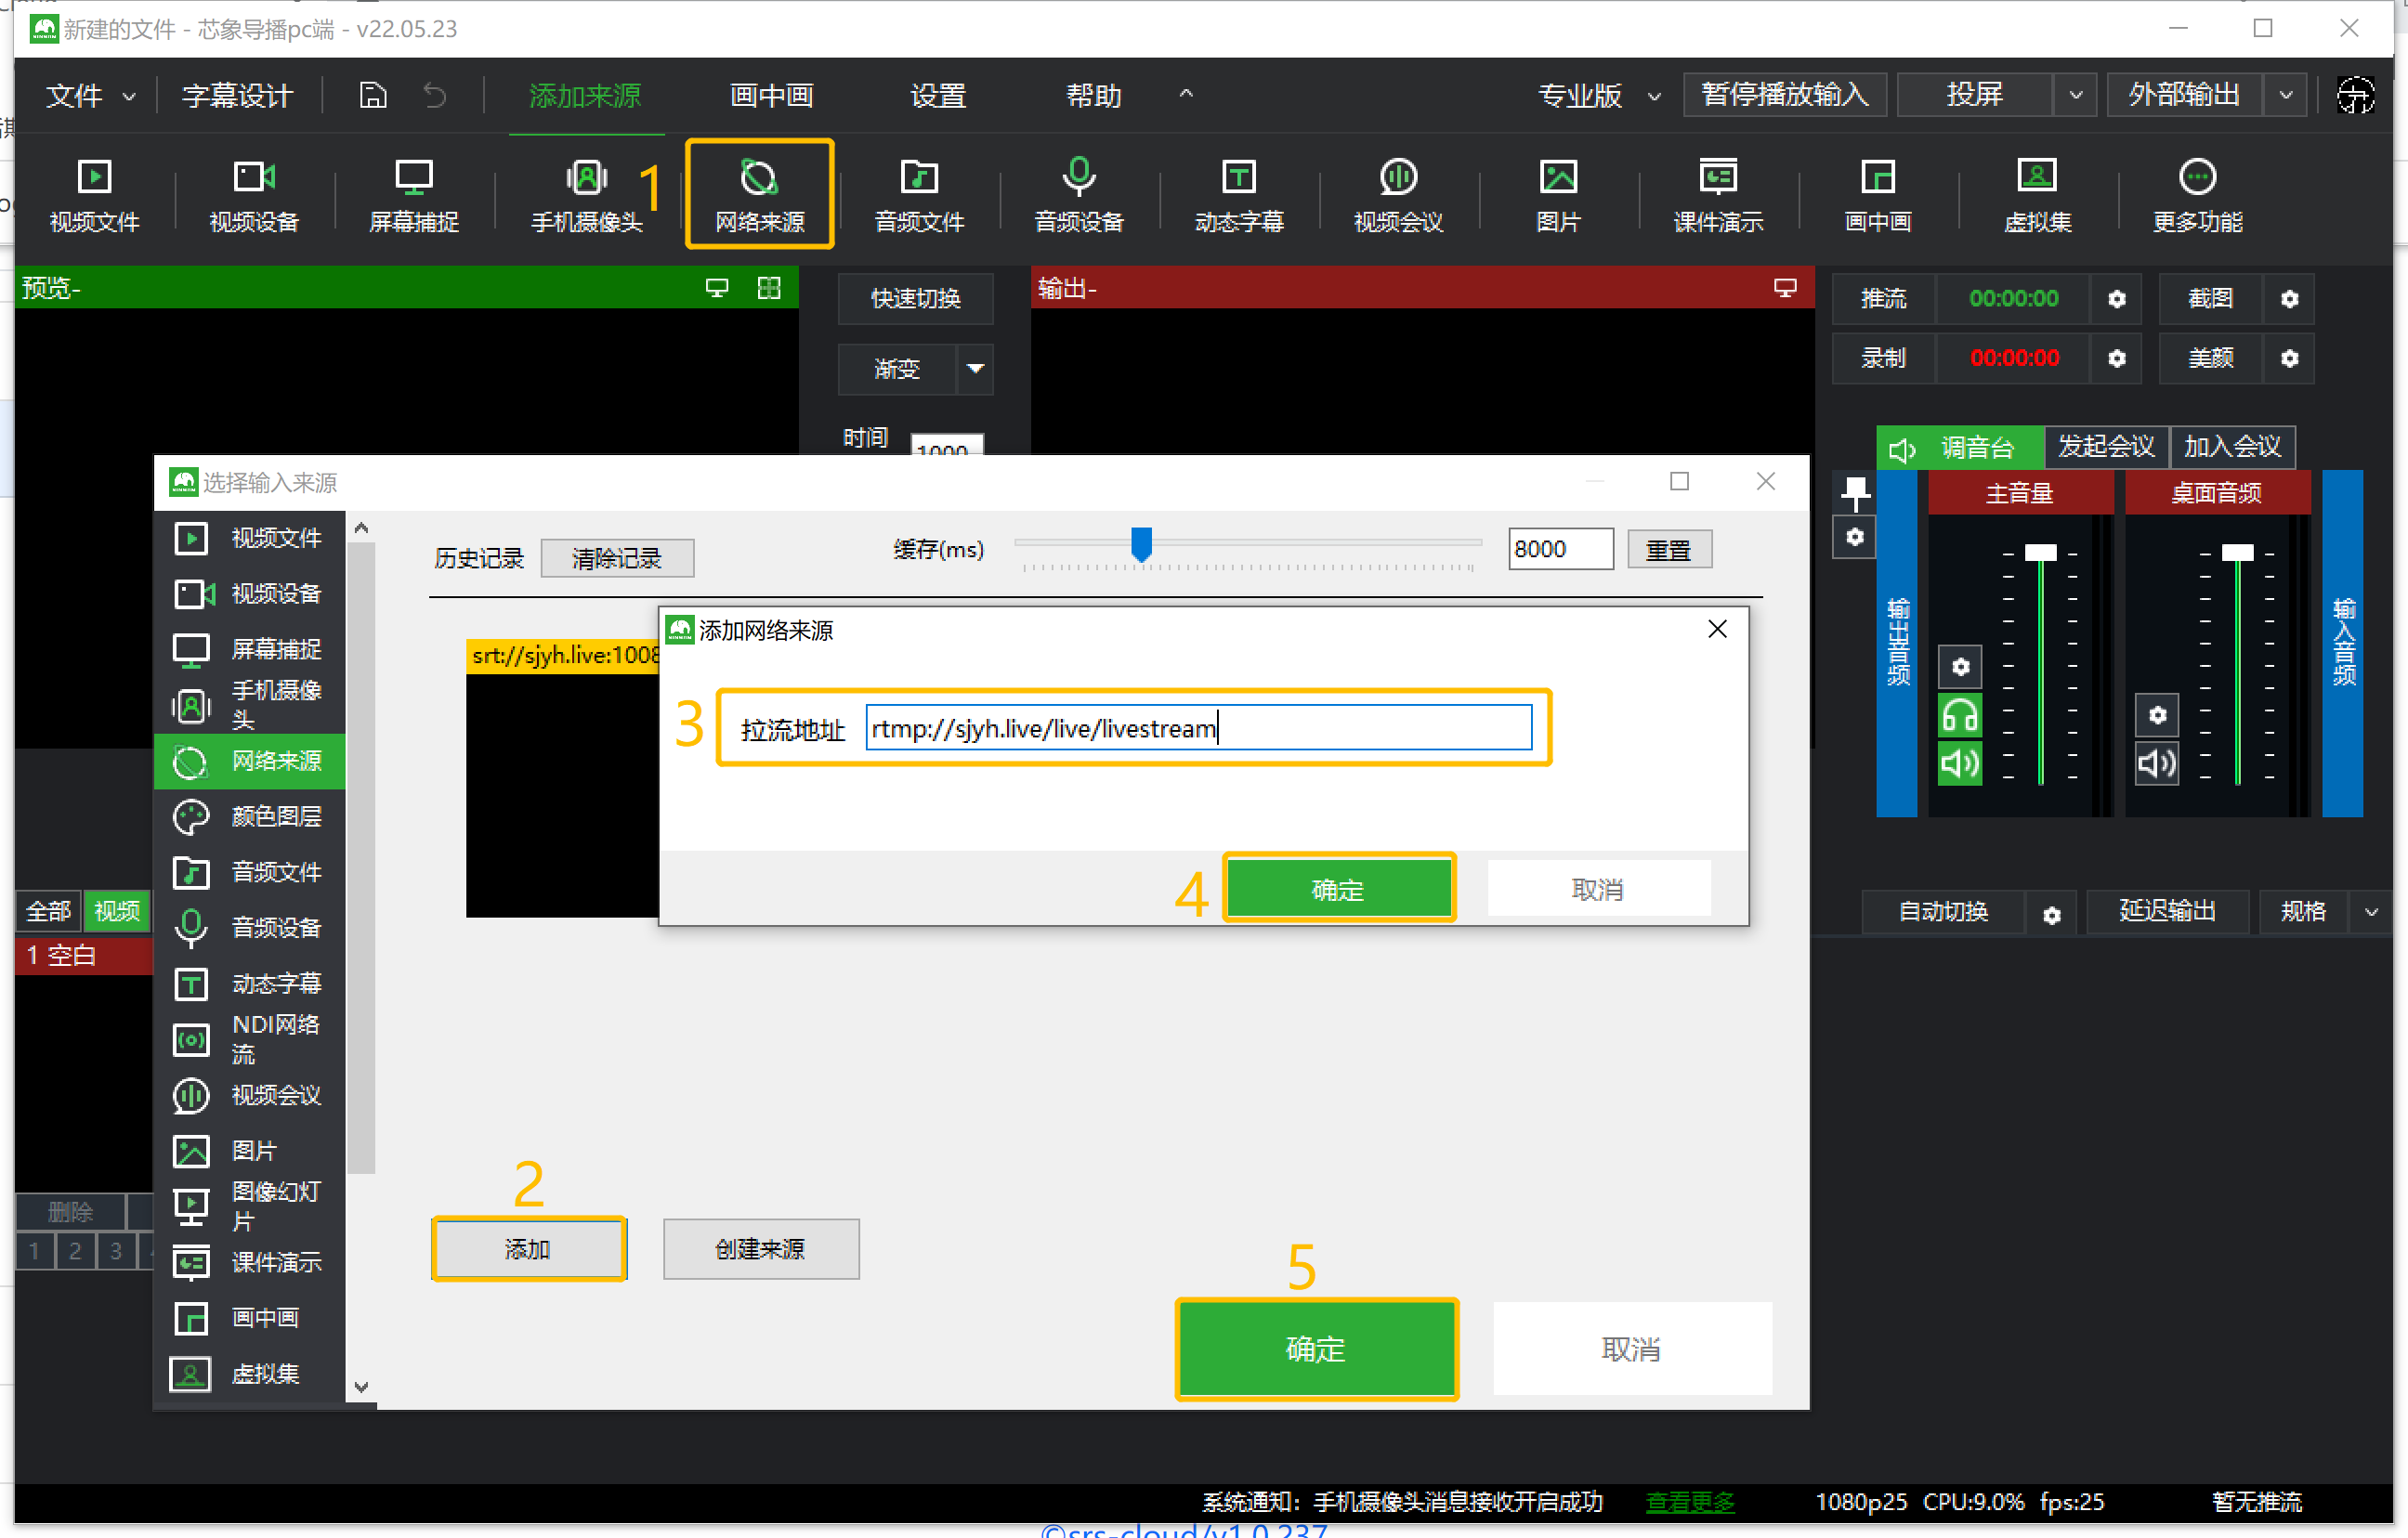 新建的文件 - 芯象导播pc端 - v22.05.23
文件 字幕设计 添加来源 画中画 设置 帮助 专业版 暂停播放输入 投屏 外部输出
视频文件 视频设备 屏幕捕捉 手机摄像头 1 网络来源 音频文件 音频设备 动态字幕 视频会议 图片 课件演示 画中画 虚拟集 更多功能
预览- 快速切换 输出- 推流 00:00:00 截图
渐变 录制 00:00:00 美颜
时间 1000
调音台 发起会议 加入会议
主音量 桌面音频
输出音频
输入音频
选择输入来源
视频文件
视频设备
屏幕捕捉
手机摄像
头
网络来源
颜色图层
音频文件
音频设备
动态字幕
NDI网络
流
视频会议
图片
图像幻灯
片
课件演示
画中画
虚拟集
历史记录 清除记录 缓存(ms) 8000 重置
srt://sjyh.live:1008
添加网络来源
3 拉流地址 rtmp://sjyh.live/live/livestream
4 确定 取消
2
添加 创建来源
5
确定 取消
全部 视频
1 空白
删除
1 2 3
自动切换 延迟输出 规格
系统通知：手机摄像头消息接收开启成功 查看更多 1080p25 CPU:9.0% fps:25 暂无推流
©srs-cloud/v1.0.237